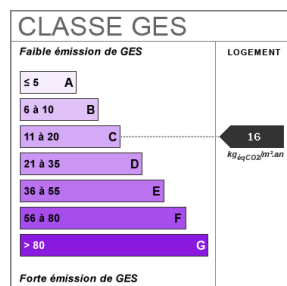 CLASSE GES
Faible émission de GES
LOGEMENT
≤ 5 A
6 à 10 B
11 à 20 C
16
kgéqCO2/m².an
21 à 35 D
36 à 55 E
56 à 80 F
> 80 G
Forte émission de GES